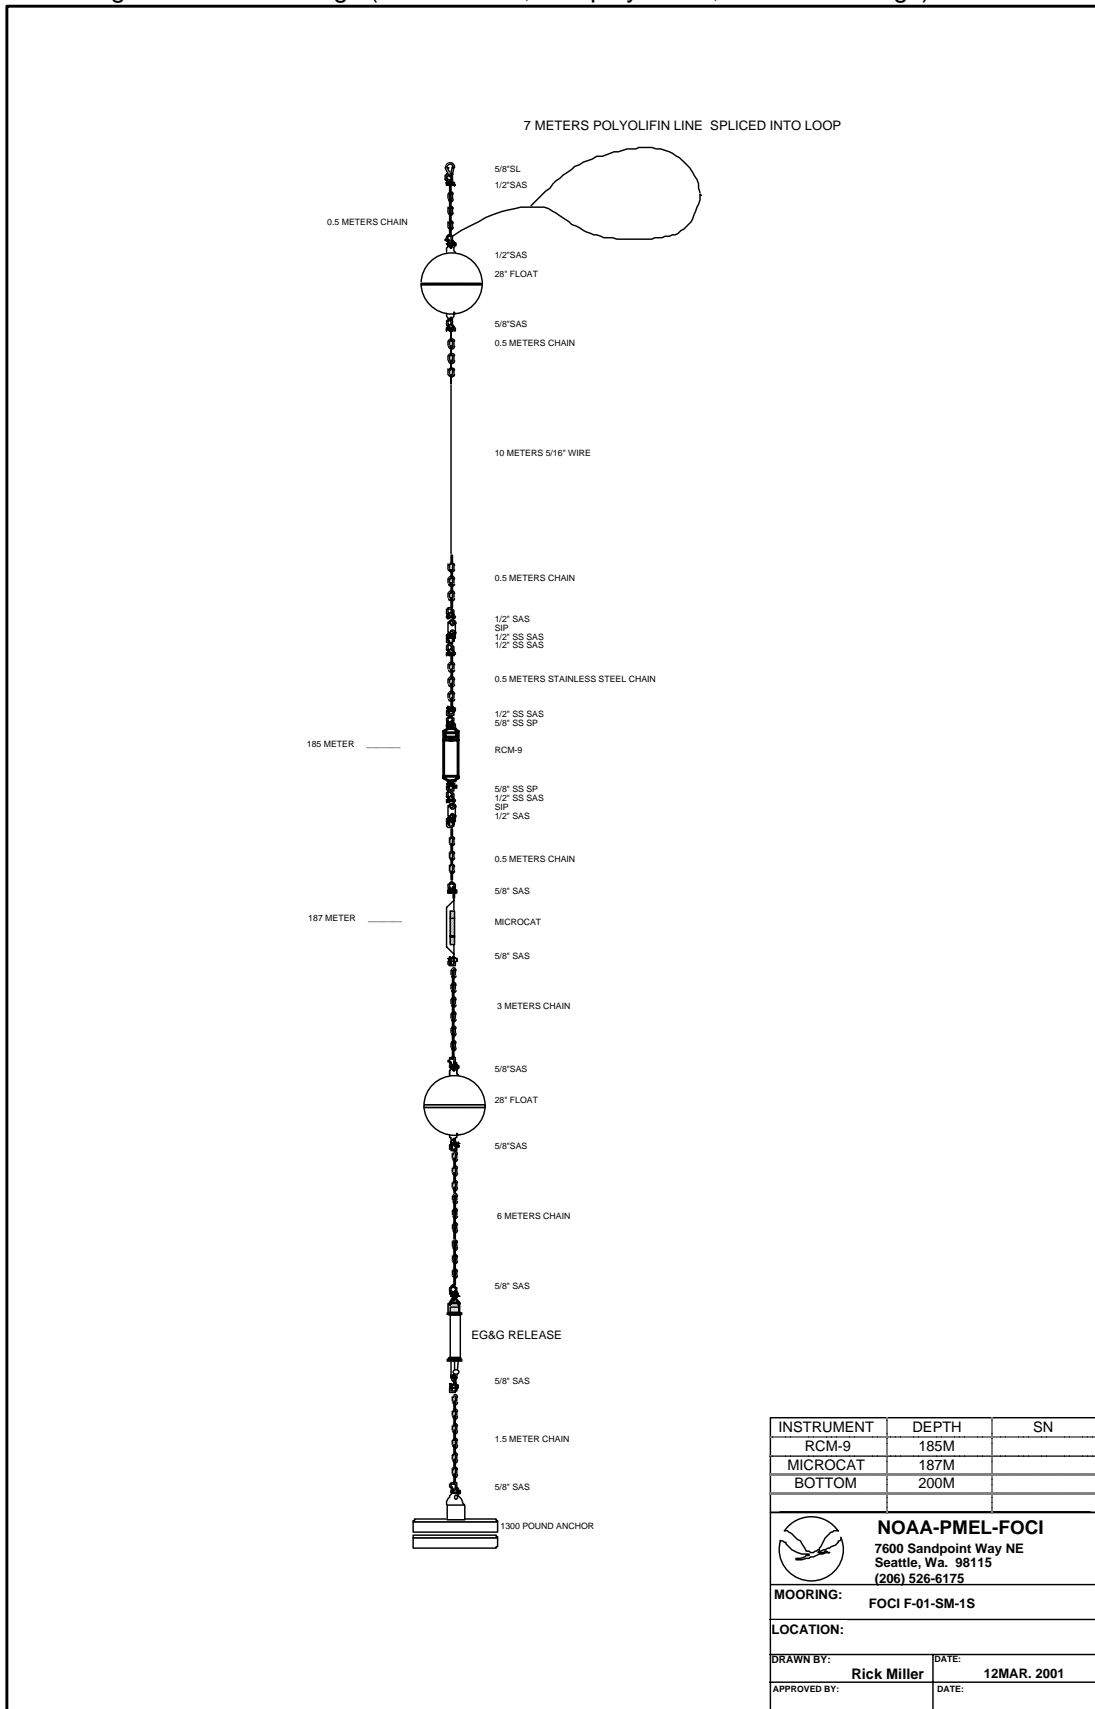 7 METERS POLYOLIFIN LINE SPLICED INTO LOOP
5/8"SL
1/2"SAS
0.5 METERS CHAIN
1/2"SAS
28" FLOAT
5/8"SAS
0.5 METERS CHAIN
10 METERS 5/16" WIRE
0.5 METERS CHAIN
1/2" SAS
SIP
1/2" SS SAS
1/2" SS SAS
0.5 METERS STAINLESS STEEL CHAIN
1/2" SS SAS
5/8" SS SP
185 METER
RCM-9
5/8" SS SP
1/2" SS SAS
SIP
1/2" SAS
0.5 METERS CHAIN
5/8" SAS
187 METER
MICROCAT
5/8" SAS
3 METERS CHAIN
5/8"SAS
28" FLOAT
5/8"SAS
6 METERS CHAIN
5/8" SAS
EG&G RELEASE
5/8" SAS
1.5 METER CHAIN
5/8" SAS
1300 POUND ANCHOR
INSTRUMENT DEPTH SN
RCM-9 185M
MICROCAT 187M
BOTTOM 200M
NOAA-PMEL-FOCI
7600 Sandpoint Way NE
Seattle, Wa. 98115
(206) 526-6175
MOORING: FOCI F-01-SM-1S
LOCATION:
DRAWN BY: Rick Miller DATE: 12MAR. 2001
APPROVED BY: DATE: